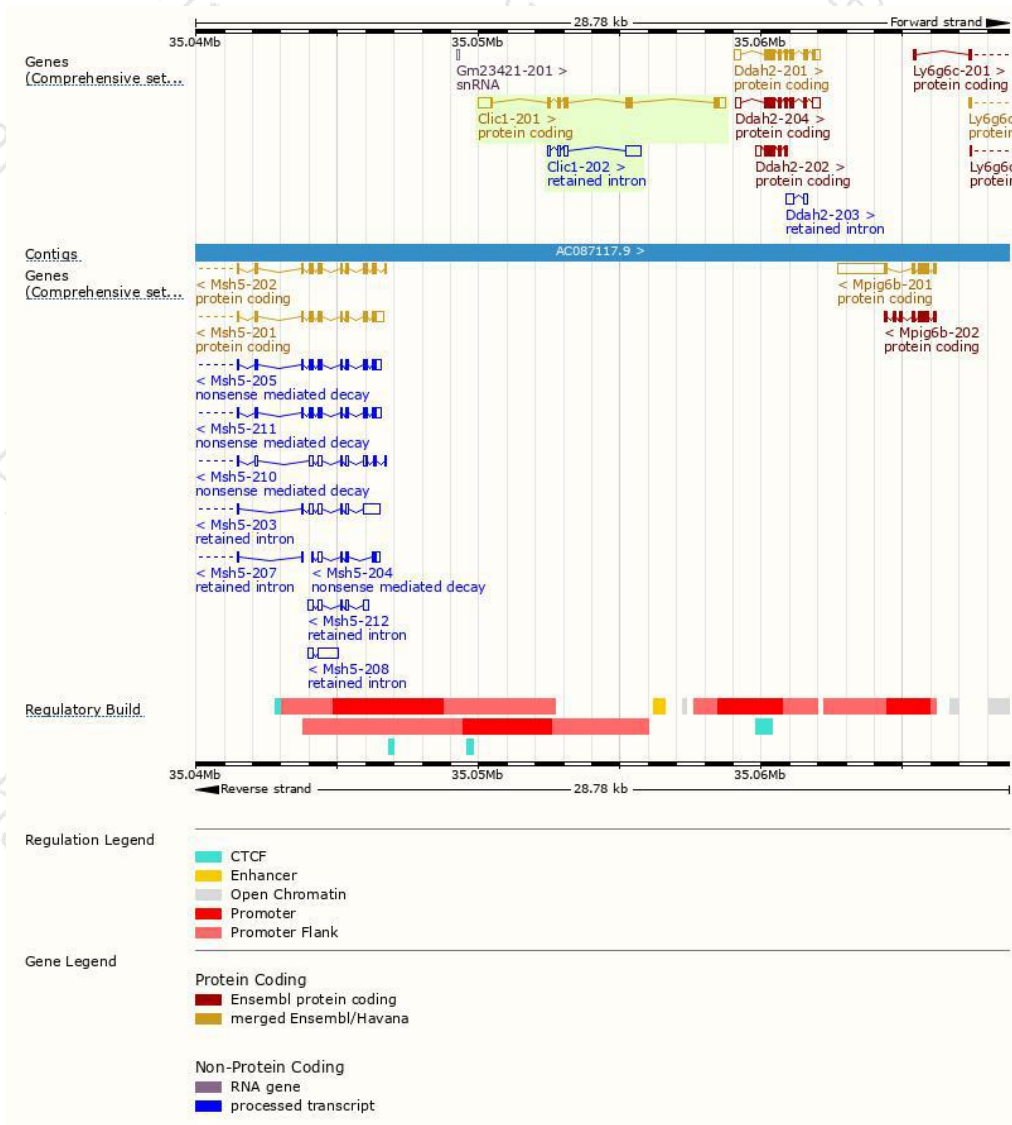 28.78 kb
Forward strand
35.04Mb 35.05Mb 35.06Mb
Genes
(Comprehensive set...
Gm23421-201 >
snRNA
Ddah2-201 >
protein coding
Ly6g6c-201 >
protein coding
Clic1-201 >
protein coding
Ddah2-204 >
protein coding
Ly6g6c
protein
Clic1-202 >
retained intron
Ddah2-202 >
protein coding
Ly6g6c
protein
Ddah2-203 >
retained intron
Contigs
AC087117.9 >
Genes
(Comprehensive set...
< Msh5-202
protein coding
< Mpig6b-201
protein coding
< Msh5-201
protein coding
< Mpig6b-202
protein coding
< Msh5-205
nonsense mediated decay
< Msh5-211
nonsense mediated decay
< Msh5-210
nonsense mediated decay
< Msh5-203
retained intron
< Msh5-207
retained intron
< Msh5-204
nonsense mediated decay
< Msh5-212
retained intron
< Msh5-208
retained intron
Regulatory Build
35.04Mb 35.05Mb 35.06Mb
Reverse strand
28.78 kb
Regulation Legend
CTCF
Enhancer
Open Chromatin
Promoter
Promoter Flank
Gene Legend
Protein Coding
Ensembl protein coding
merged Ensembl/Havana
Non-Protein Coding
RNA gene
processed transcript